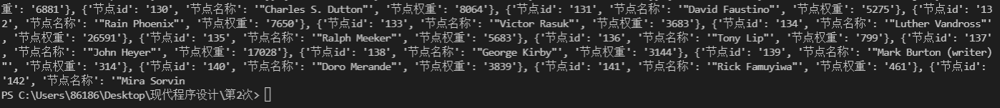 重': '6881'}, {'节点id': '130', '节点名称': '"Charles S. Dutton"', '节点权重': '8064'}, {'节点id': '131', '节点名称': '"David Faustino"', '节点权重': '5275'}, {'节点id': '13
2', '节点名称': '"Rain Phoenix"', '节点权重': '7650'}, {'节点id': '133', '节点名称': '"Victor Rasuk"', '节点权重': '3683'}, {'节点id': '134', '节点名称': '"Luther Vandross"'
, '节点权重': '26591'}, {'节点id': '135', '节点名称': '"Ralph Meeker"', '节点权重': '5683'}, {'节点id': '136', '节点名称': '"Tony Lip"', '节点权重': '799'}, {'节点id': '137
', '节点名称': '"John Heyer"', '节点权重': '17028'}, {'节点id': '138', '节点名称': '"George Kirby"', '节点权重': '3144'}, {'节点id': '139', '节点名称': '"Mark Burton (writer)
"', '节点权重': '314'}, {'节点id': '140', '节点名称': '"Doro Merande"', '节点权重': '3839'}, {'节点id': '141', '节点名称': '"Rick Famuyiwa"', '节点权重': '461'}, {'节点id':
'142', '节点名称': '"Mira Sorvin
PS C:\Users\86186\Desktop\现代程序设计\第2次>